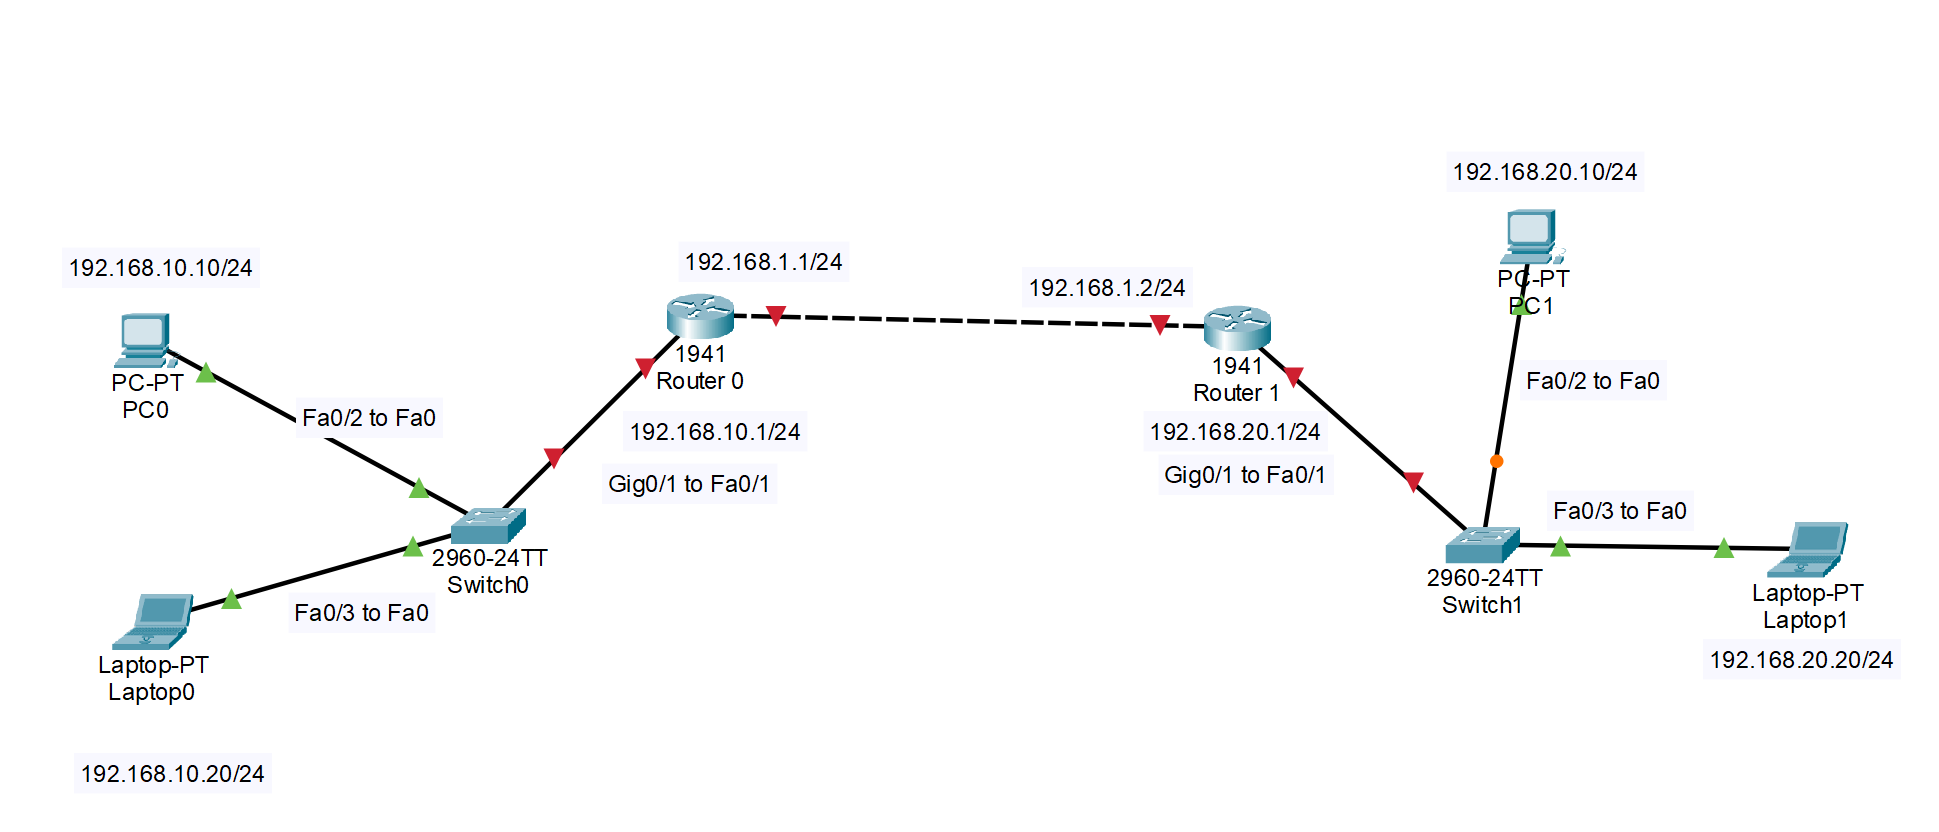 192.168.10.10/24
PC-PT
PC0
Fa0/2 to Fa0
Fa0/3 to Fa0
Laptop-PT
Laptop0
192.168.10.20/24
2960-24TT
Switch0
192.168.1.1/24
1941
Router 0
192.168.10.1/24
Gig0/1 to Fa0/1
192.168.1.2/24
1941
Router 1
192.168.20.1/24
Gig0/1 to Fa0/1
192.168.20.10/24
PC-PT
PC1
Fa0/2 to Fa0
Fa0/3 to Fa0
2960-24TT
Switch1
Laptop-PT
Laptop1
192.168.20.20/24